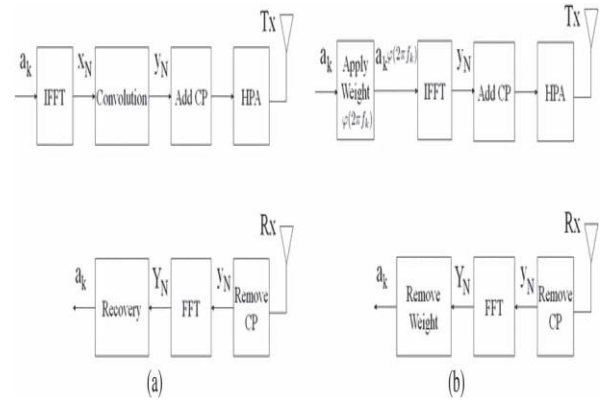 Tx
a_k
x_N
y_N
IFFT
Convolution
Add CP
HPA
Rx
a_k
Y_N
y_N
Recovery
FFT
Remove
CP
(a)
Tx
a_k
a_kφ(2πf_k)
y_N
Apply
Weight
φ(2πf_k)
IFFT
Add CP
HPA
Rx
a_k
Y_N
y_N
Remove
Weight
FFT
Remove
CP
(b)